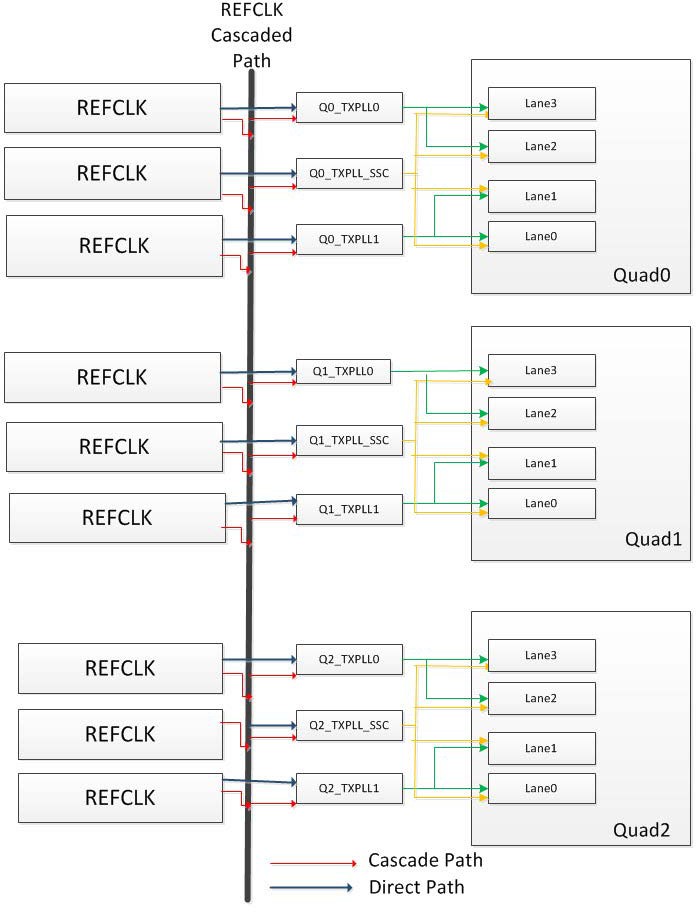 REFCLK
Cascaded
Path
REFCLK
Q0_TXPLL0
Lane3
Lane2
REFCLK
Q0_TXPLL_SSC
Lane1
REFCLK
Q0_TXPLL1
Lane0
Quad0
REFCLK
Q1_TXPLL0
Lane3
Lane2
REFCLK
Q1_TXPLL_SSC
Lane1
REFCLK
Q1_TXPLL1
Lane0
Quad1
REFCLK
Q2_TXPLL0
Lane3
Lane2
REFCLK
Q2_TXPLL_SSC
Lane1
REFCLK
Q2_TXPLL1
Lane0
Quad2
Cascade Path
Direct Path